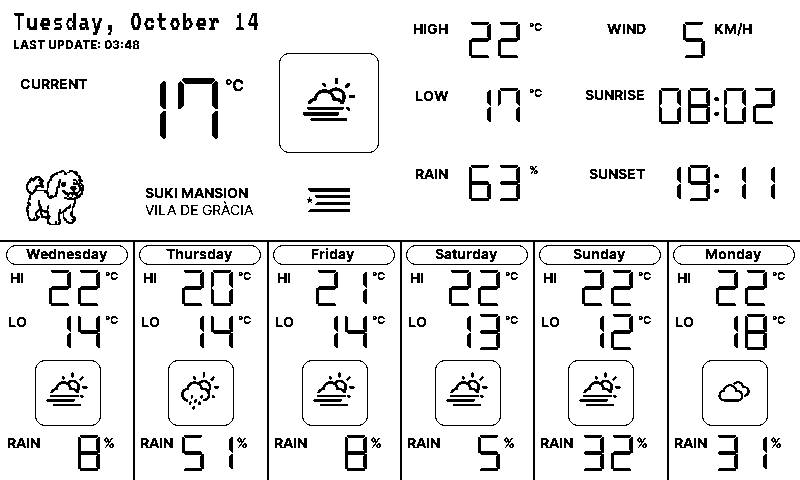 Tuesday, October 14
LAST UPDATE: 03:48
CURRENT 17 °C
SUKI MANSION
VILA DE GRÀCIA
HIGH 22 °C
LOW 17 °C
RAIN 63 %
WIND 5 KM/H
SUNRISE 08:02
SUNSET 19:11
Wednesday
HI 22 °C
LO 14 °C
RAIN 8 %
Thursday
HI 20 °C
LO 14 °C
RAIN 51 %
Friday
HI 21 °C
LO 14 °C
RAIN 8 %
Saturday
HI 22 °C
LO 13 °C
RAIN 5 %
Sunday
HI 22 °C
LO 12 °C
RAIN 32 %
Monday
HI 22 °C
LO 18 °C
RAIN 31 %